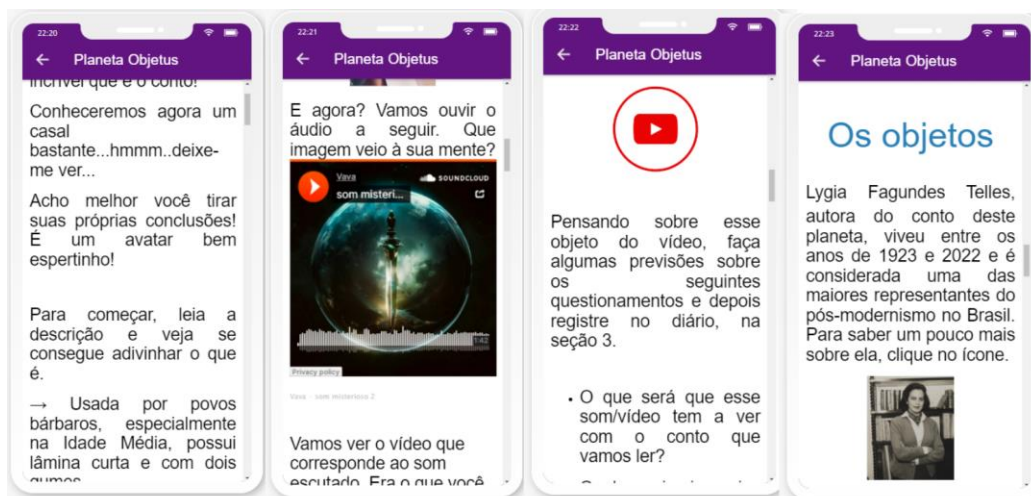 22:20
Planeta Objetus
incrível que é o conto!
Conheceremos agora um
casal
bastante...hmmm..deixe-
me ver...
Acho melhor você tirar
suas próprias conclusões!
É um avatar bem
espertinho!
Para começar, leia a
descrição e veja se
consegue adivinhar o que
é.
→ Usada por povos
bárbaros, especialmente
na Idade Média, possui
lâmina curta e com dois
gumes
22:21
Planeta Objetus
E agora? Vamos ouvir o
áudio a seguir. Que
imagem veio à sua mente?
Vava
SOUNDCLOUD
som misteri...
1:42
Privacy policy
Vava · som misterioso 2
Vamos ver o vídeo que
corresponde ao som
escutado. Era o que você
22:22
Planeta Objetus
Pensando sobre esse
objeto do vídeo, faça
algumas previsões sobre
os seguintes
questionamentos e depois
registre no diário, na
seção 3.
• O que será que esse
som/vídeo tem a ver
com o conto que
vamos ler?
22:23
Planeta Objetus
Os objetos
Lygia Fagundes Telles,
autora do conto deste
planeta, viveu entre os
anos de 1923 e 2022 e é
considerada uma das
maiores representantes do
pós-modernismo no Brasil.
Para saber um pouco mais
sobre ela, clique no ícone.